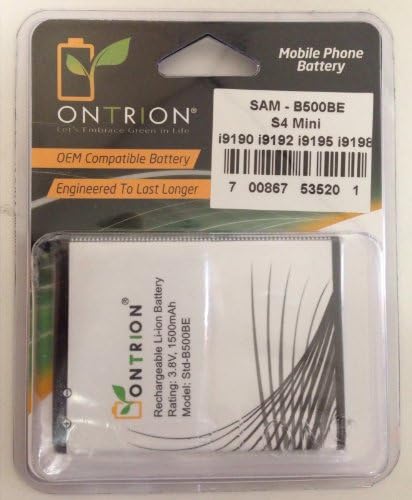 Mobile Phone
Battery
ONTRION®
Let's Embrace Green in Life
OEM Compatible Battery
Engineered To Last Longer
SAM - B500BE
S4 Mini
i9190 i9192 i9195 i9198
7 00867 53520 1
ONTRION®
Rechargeable Li-ion Battery
Rating: 3.8V, 1500mAh
Model: Std-B500BE